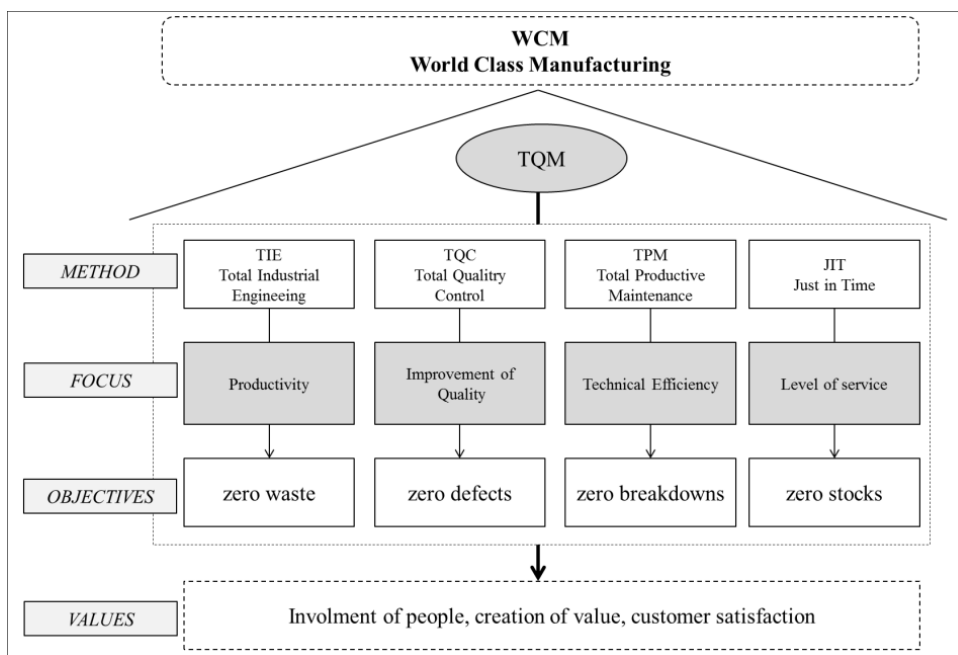 WCM
World Class Manufacturing
TQM
METHOD
TIE
Total Industrial
Engineeing
TQC
Total Qualitry
Control
TPM
Total Productive
Maintenance
JIT
Just in Time
FOCUS
Productivity
Improvement of
Quality
Technical Efficiency
Level of service
OBJECTIVES
zero waste
zero defects
zero breakdowns
zero stocks
VALUES
Involment of people, creation of value, customer satisfaction